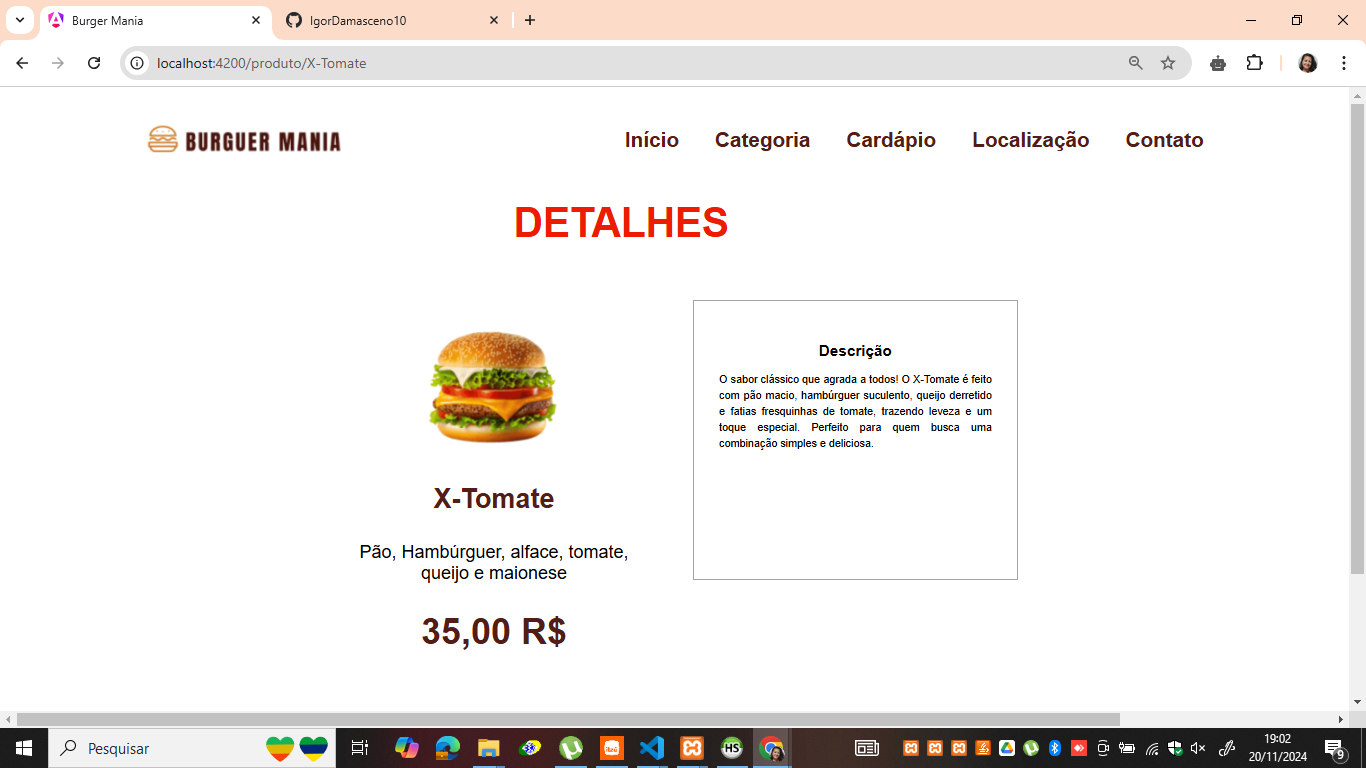 Burger Mania
IgorDamasceno10
localhost:4200/produto/X-Tomate
BURGUER MANIA
Início Categoria Cardápio Localização Contato
DETALHES
X-Tomate
Pão, Hambúrguer, alface, tomate,
queijo e maionese
35,00 R$
Descrição
O sabor clássico que agrada a todos! O X-Tomate é feito
com pão macio, hambúrguer suculento, queijo derretido
e fatias fresquinhas de tomate, trazendo leveza e um
toque especial. Perfeito para quem busca uma
combinação simples e deliciosa.
Pesquisar
HS
19:02
20/11/2024
9